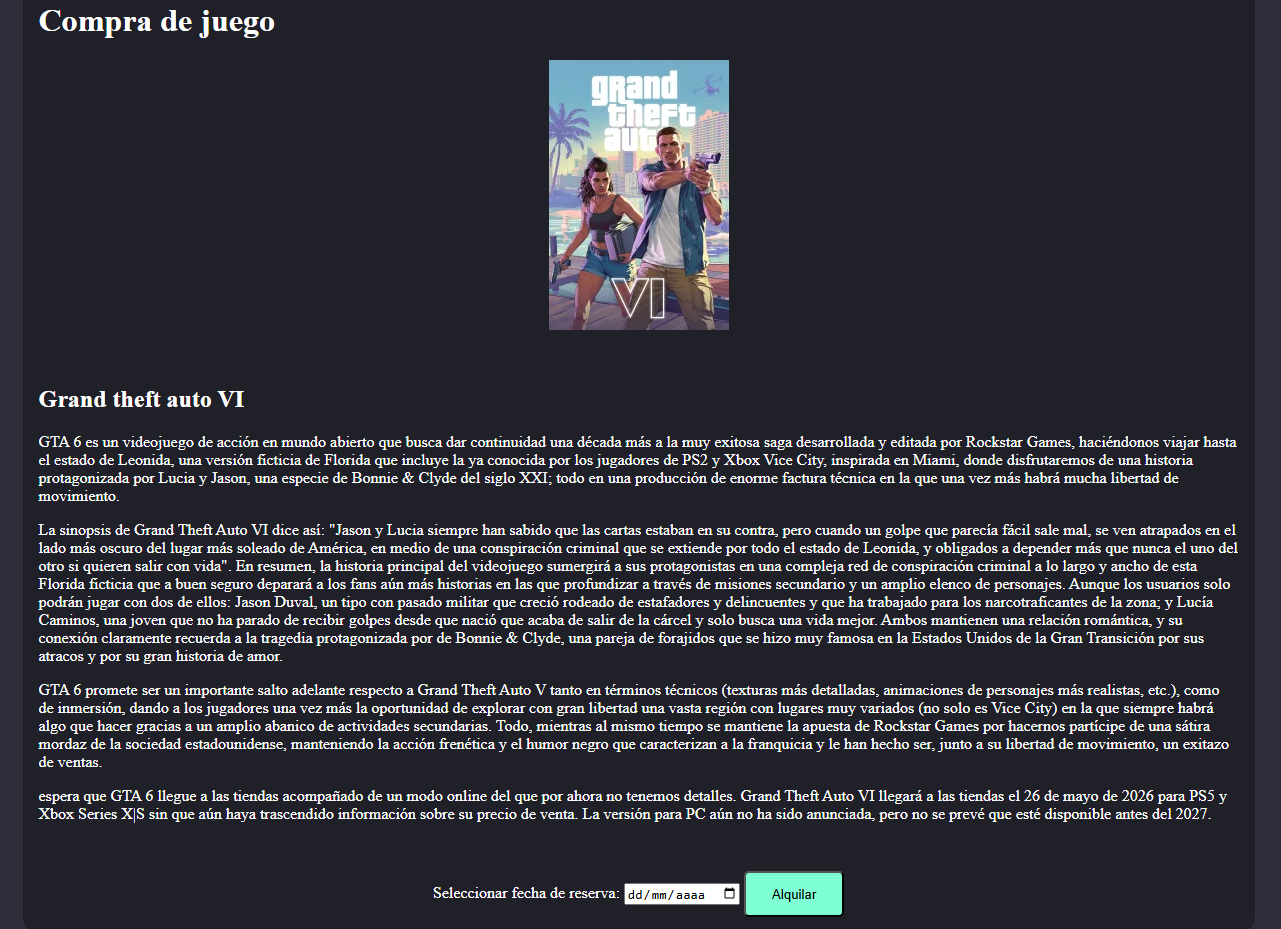 Compra de juego
grand
theft
auto
VI
Grand theft auto VI
GTA 6 es un videojuego de acción en mundo abierto que busca dar continuidad una década más a la muy exitosa saga desarrollada y editada por Rockstar Games, haciéndonos viajar hasta
el estado de Leonida, una versión ficticia de Florida que incluye la ya conocida por los jugadores de PS2 y Xbox Vice City, inspirada en Miami, donde disfrutaremos de una historia
protagonizada por Lucia y Jason, una especie de Bonnie & Clyde del siglo XXI; todo en una producción de enorme factura técnica en la que una vez más habrá mucha libertad de
movimiento.
La sinopsis de Grand Theft Auto VI dice así: "Jason y Lucia siempre han sabido que las cartas estaban en su contra, pero cuando un golpe que parecía fácil sale mal, se ven atrapados en el
lado más oscuro del lugar más soleado de América, en medio de una conspiración criminal que se extiende por todo el estado de Leonida, y obligados a depender más que nunca el uno del
otro si quieren salir con vida". En resumen, la historia principal del videojuego sumergirá a sus protagonistas en una compleja red de conspiración criminal a lo largo y ancho de esta
Florida ficticia que a buen seguro deparará a los fans aún más historias en las que profundizar a través de misiones secundario y un amplio elenco de personajes. Aunque los usuarios solo
podrán jugar con dos de ellos: Jason Duval, un tipo con pasado militar que creció rodeado de estafadores y delincuentes y que ha trabajado para los narcotraficantes de la zona; y Lucía
Caminos, una joven que no ha parado de recibir golpes desde que nació que acaba de salir de la cárcel y solo busca una vida mejor. Ambos mantienen una relación romántica, y su
conexión claramente recuerda a la tragedia protagonizada por de Bonnie & Clyde, una pareja de forajidos que se hizo muy famosa en la Estados Unidos de la Gran Transición por sus
atracos y por su gran historia de amor.
GTA 6 promete ser un importante salto adelante respecto a Grand Theft Auto V tanto en términos técnicos (texturas más detalladas, animaciones de personajes más realistas, etc.), como
de inmersión, dando a los jugadores una vez más la oportunidad de explorar con gran libertad una vasta región con lugares muy variados (no solo es Vice City) en la que siempre habrá
algo que hacer gracias a un amplio abanico de actividades secundarias. Todo, mientras al mismo tiempo se mantiene la apuesta de Rockstar Games por hacernos partícipe de una sátira
mordaz de la sociedad estadounidense, manteniendo la acción frenética y el humor negro que caracterizan a la franquicia y le han hecho ser, junto a su libertad de movimiento, un exitazo
de ventas.
espera que GTA 6 llegue a las tiendas acompañado de un modo online del que por ahora no tenemos detalles. Grand Theft Auto VI llegará a las tiendas el 26 de mayo de 2026 para PS5 y
Xbox Series X|S sin que aún haya trascendido información sobre su precio de venta. La versión para PC aún no ha sido anunciada, pero no se prevé que esté disponible antes del 2027.
Seleccionar fecha de reserva: dd/mm/aaaa Alquilar